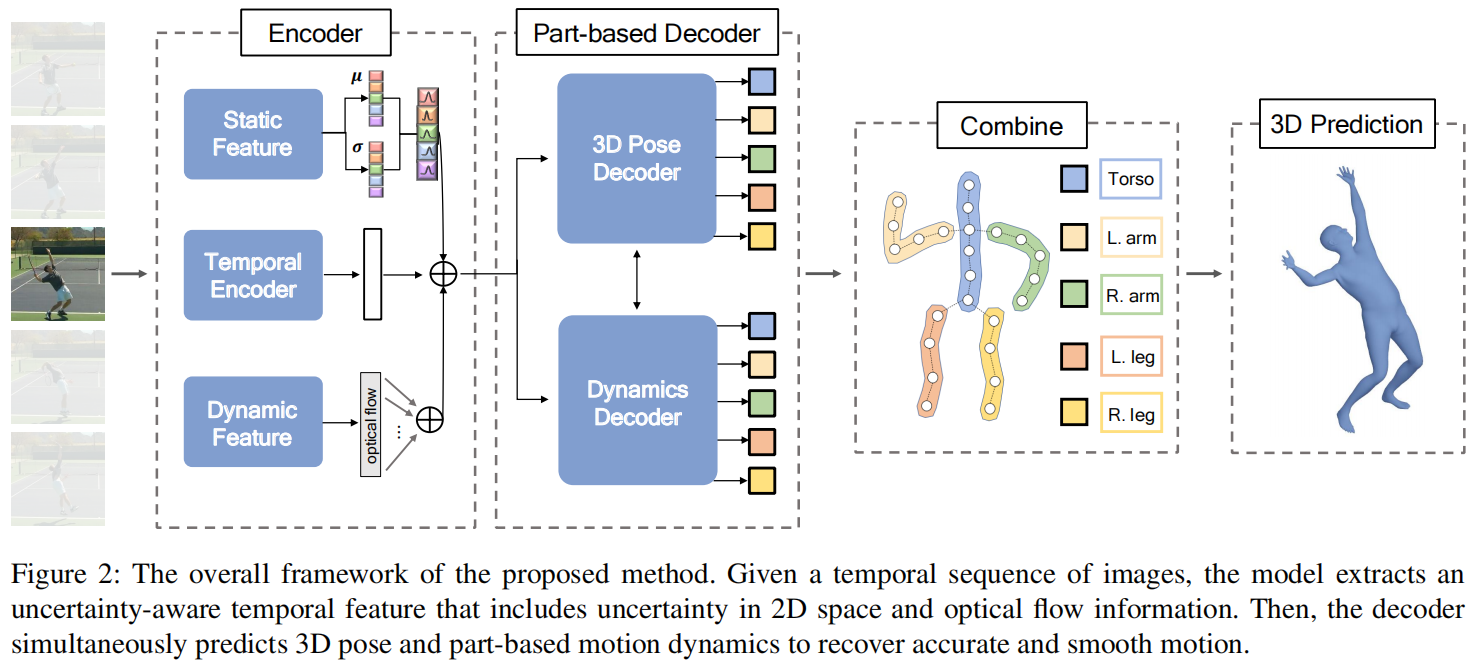 Encoder
Part-based Decoder
Combine
3D Prediction
Static
Feature
μ
σ
Temporal
Encoder
Dynamic
Feature
optical flow
...
3D Pose
Decoder
Dynamics
Decoder
Torso
L. arm
R. arm
L. leg
R. leg
Figure 2: The overall framework of the proposed method. Given a temporal sequence of images, the model extracts an
uncertainty-aware temporal feature that includes uncertainty in 2D space and optical flow information. Then, the decoder
simultaneously predicts 3D pose and part-based motion dynamics to recover accurate and smooth motion.